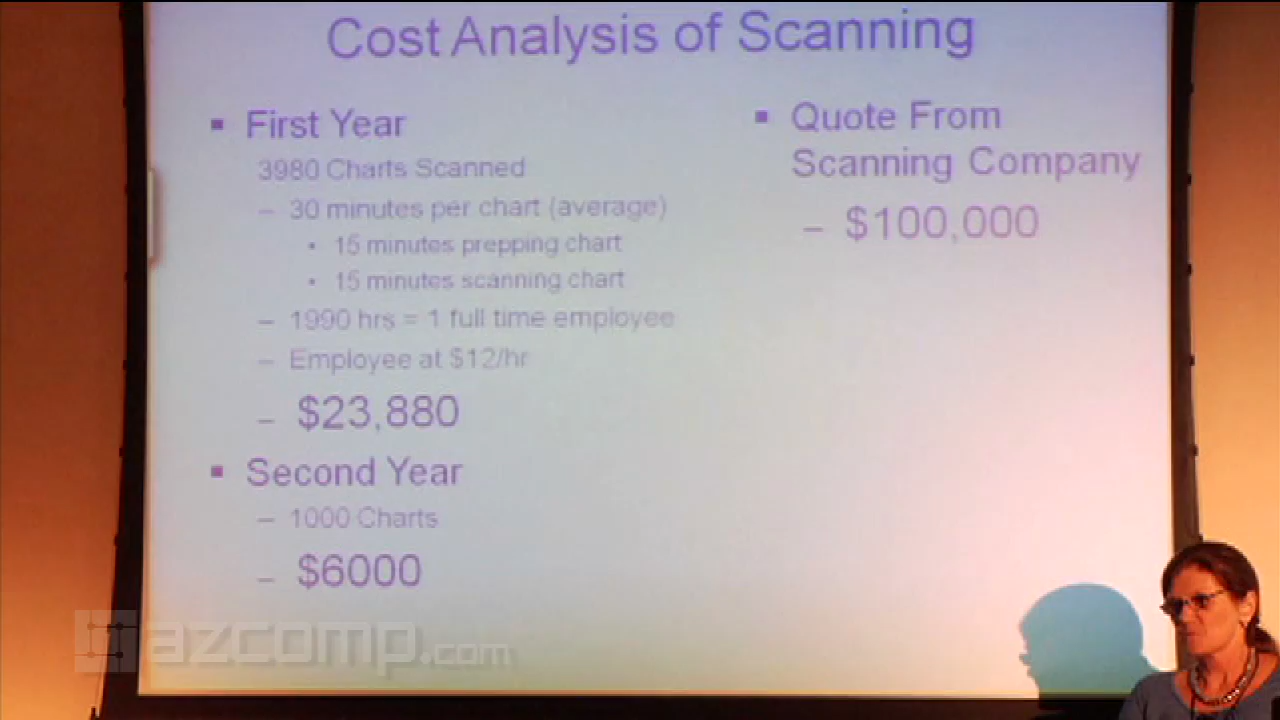 Cost Analysis of Scanning
▪ First Year
3980 Charts Scanned
– 30 minutes per chart (average)
• 15 minutes prepping chart
• 15 minutes scanning chart
– 1990 hrs = 1 full time employee
– Employee at $12/hr
– $23,880
▪ Second Year
– 1000 Charts
– $6000
▪ Quote From
Scanning Company
– $100,000
azcomp.com